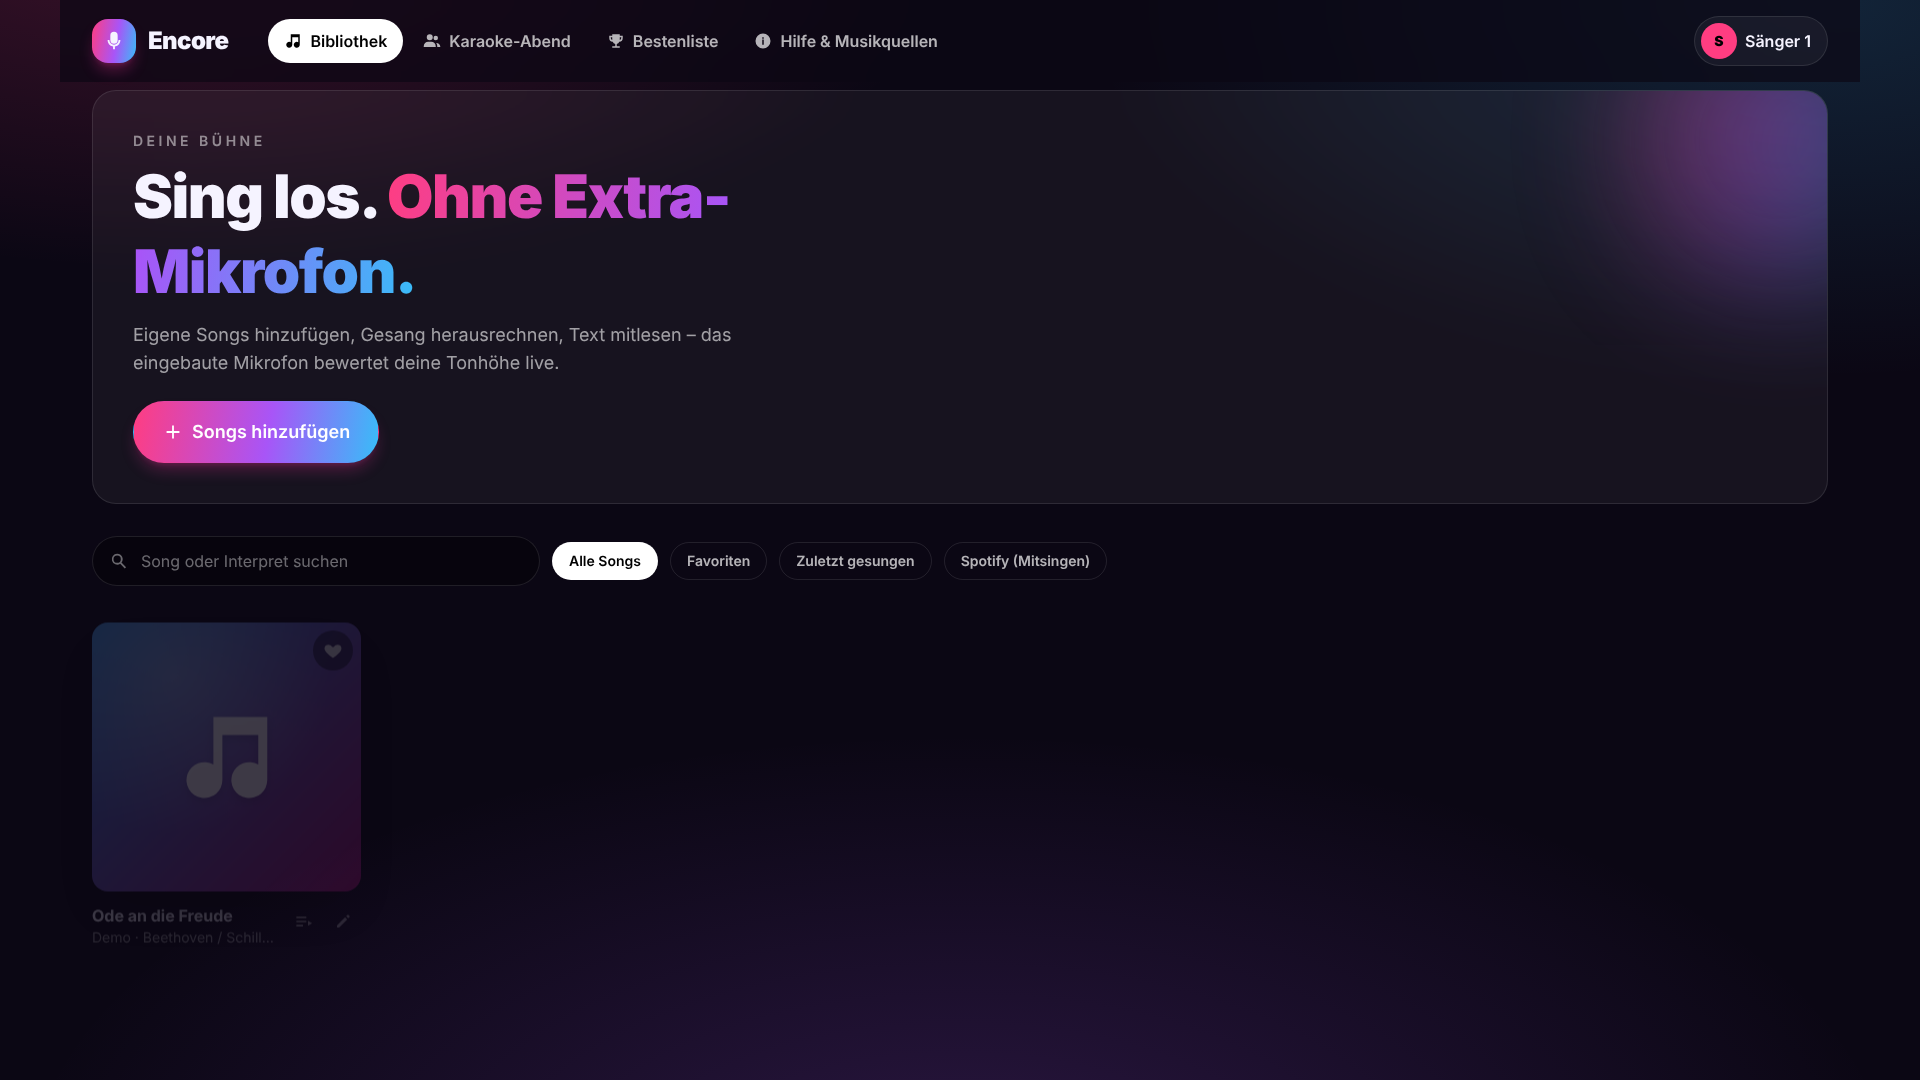 Encore
Bibliothek
Karaoke-Abend
Bestenliste
Hilfe & Musikquellen
S
Sänger 1
DEINE BÜHNE
Sing los. Ohne Extra-
Mikrofon.
Eigene Songs hinzufügen, Gesang herausrechnen, Text mitlesen – das
eingebaute Mikrofon bewertet deine Tonhöhe live.
Songs hinzufügen
Song oder Interpret suchen
Alle Songs
Favoriten
Zuletzt gesungen
Spotify (Mitsingen)
Ode an die Freude
Demo · Beethoven / Schill...